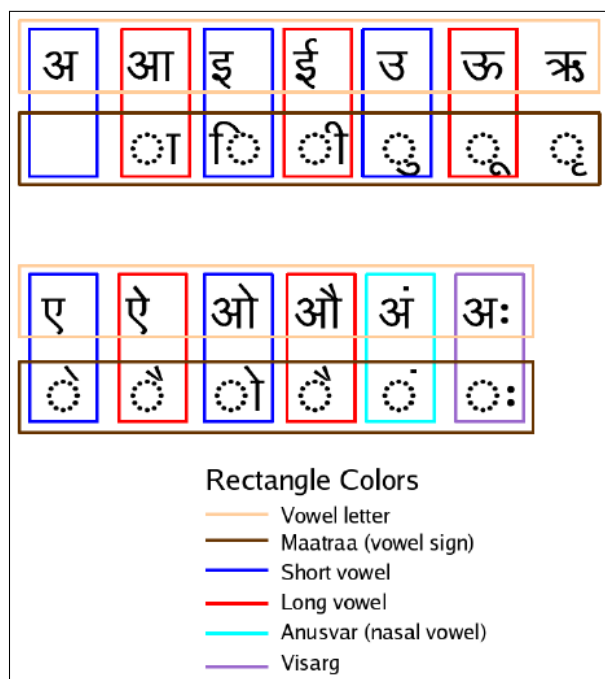 अ आ इ ई उ ऊ ऋ
◌ा ◌ि ◌ी ◌ु ◌ू ◌ृ
ए ऐ ओ औ अं अः
◌े ◌ै ◌ो ◌ै ◌ं ◌ः
Rectangle Colors
Vowel letter
Maatraa (vowel sign)
Short vowel
Long vowel
Anusvar (nasal vowel)
Visarg